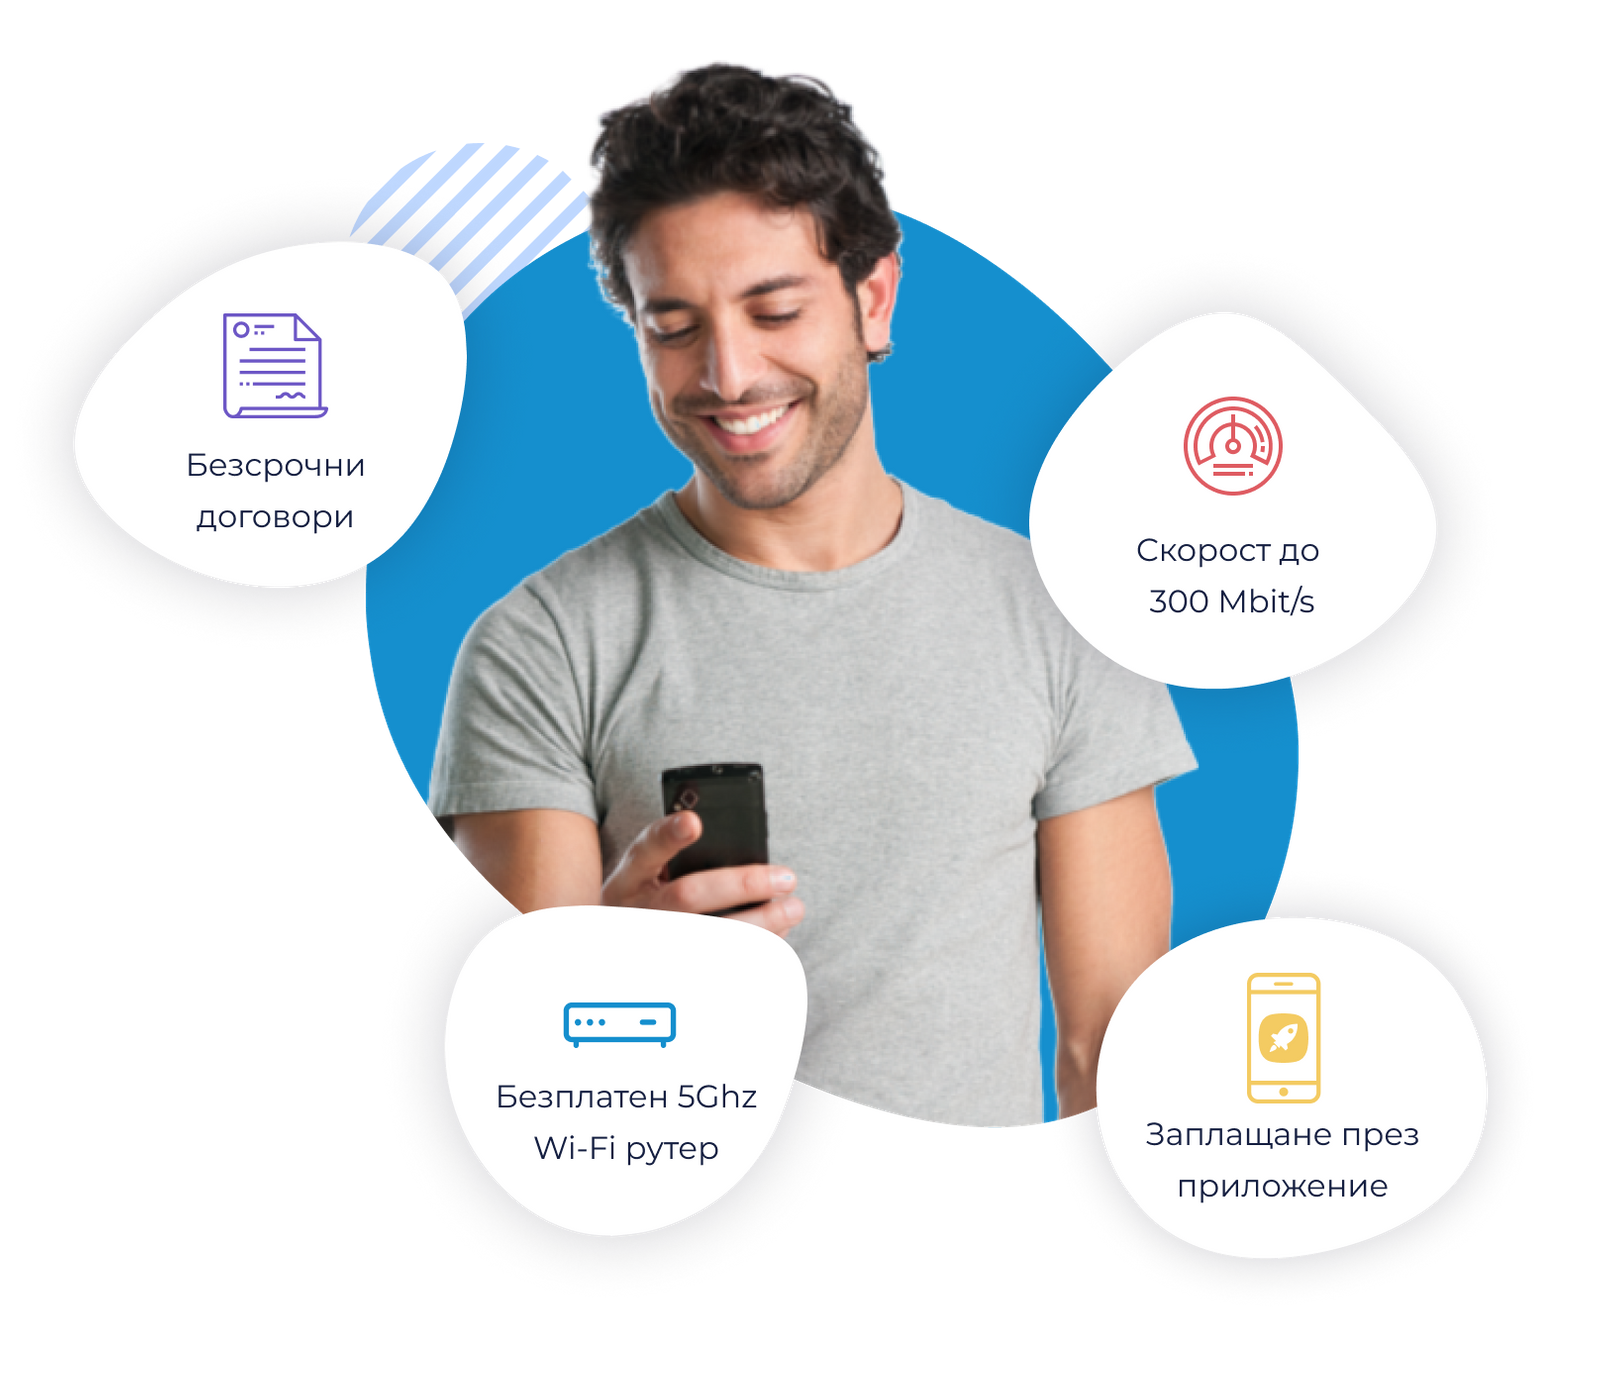 Безсрочни
договори
Скорост до
300 Mbit/s
Безплатен 5Ghz
Wi-Fi рутер
Заплащане през
приложение